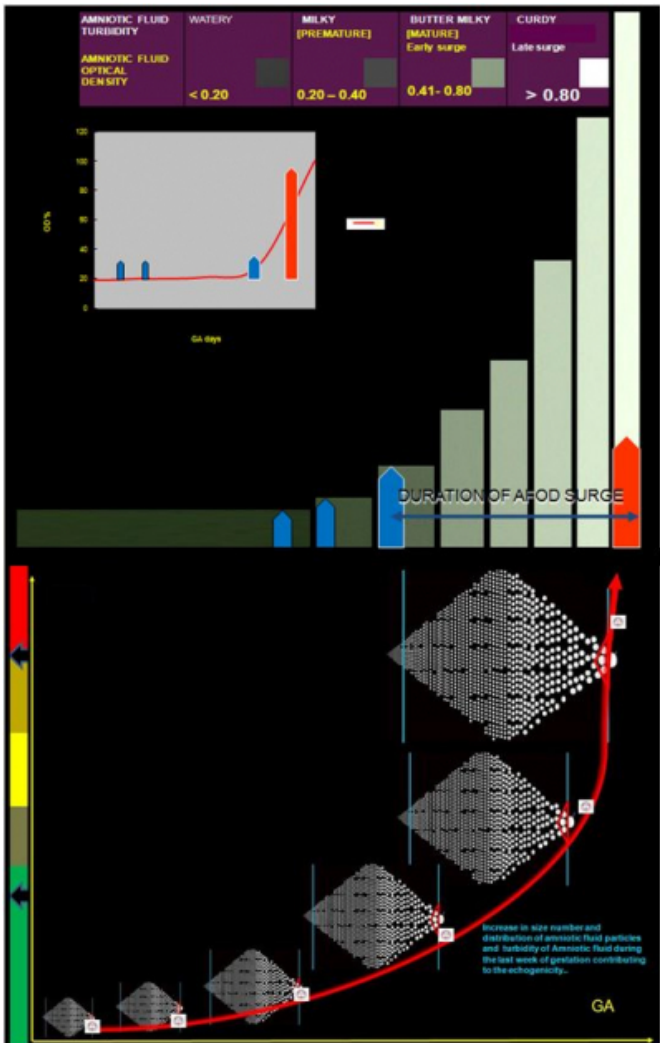 AMNIOTIC FLUID
TURBIDITY
WATERY
MILKY
[PREMATURE]
BUTTER MILKY
[MATURE]
Early surge
CURDY
Late surge
AMNIOTIC FLUID
OPTICAL
DENSITY
< 0.20
0.20 – 0.40
0.41- 0.80
> 0.80
120
100
80
60
40
20
0
OD%
GA days
DURATION OF AFOD SURGE
Increase in size number and
distribution of amniotic fluid particles
and turbidity of Amniotic fluid during
the last week of gestation contributing
to the echogenicity..
GA